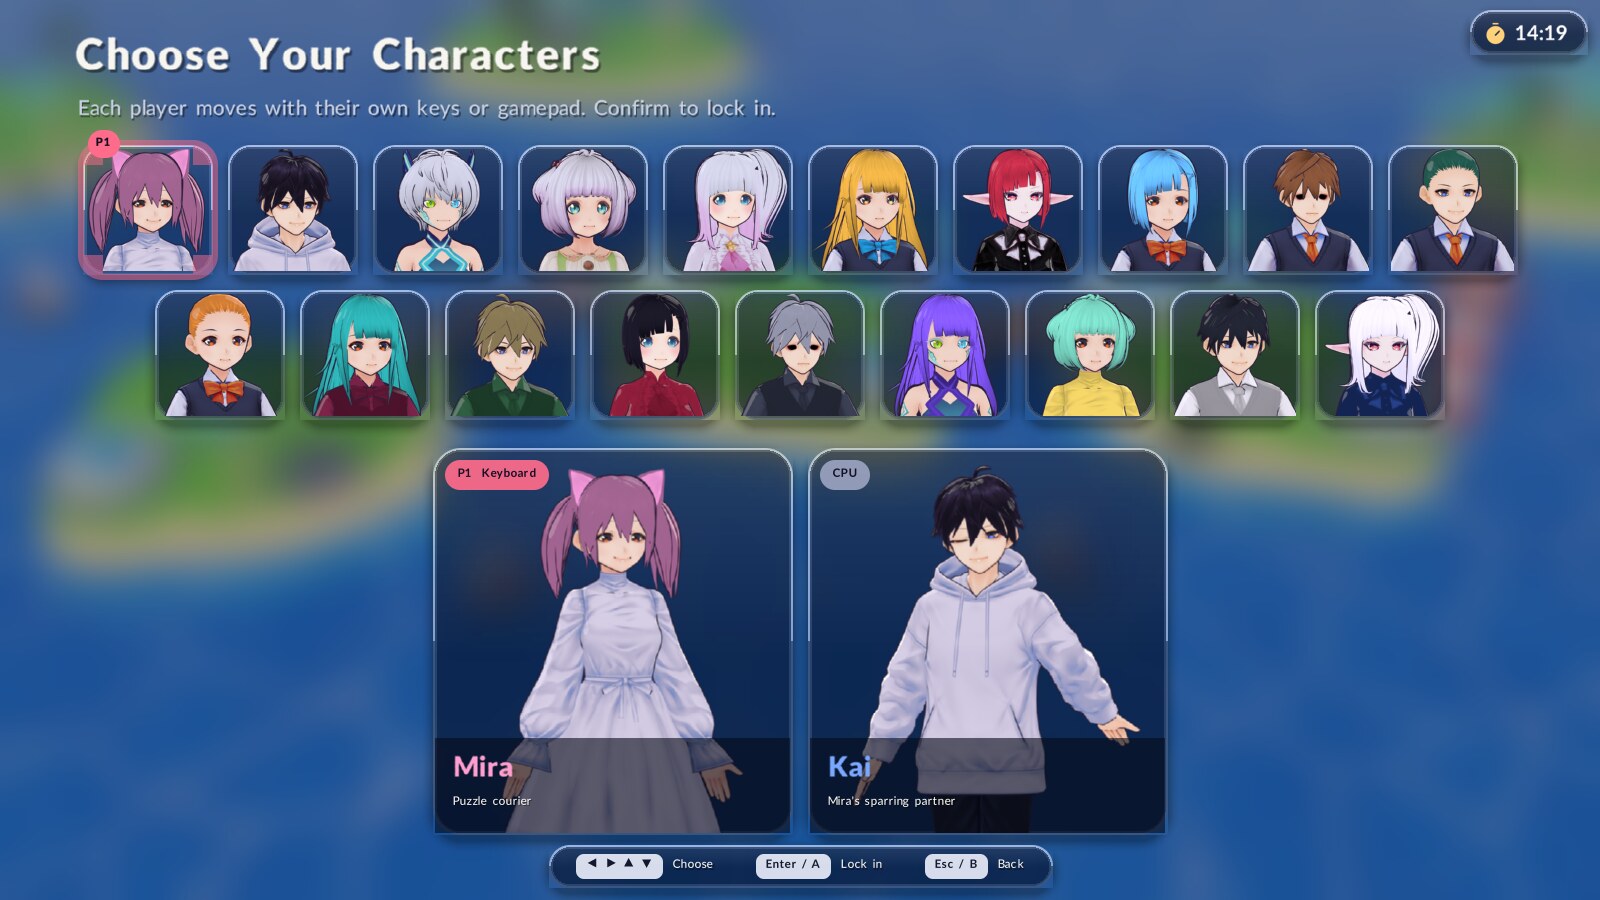 Choose Your Characters
14:19
Each player moves with their own keys or gamepad. Confirm to lock in.
P1
P1 Keyboard
CPU
Mira
Puzzle courier
Kai
Mira's sparring partner
Choose
Enter / A
Lock in
Esc / B
Back